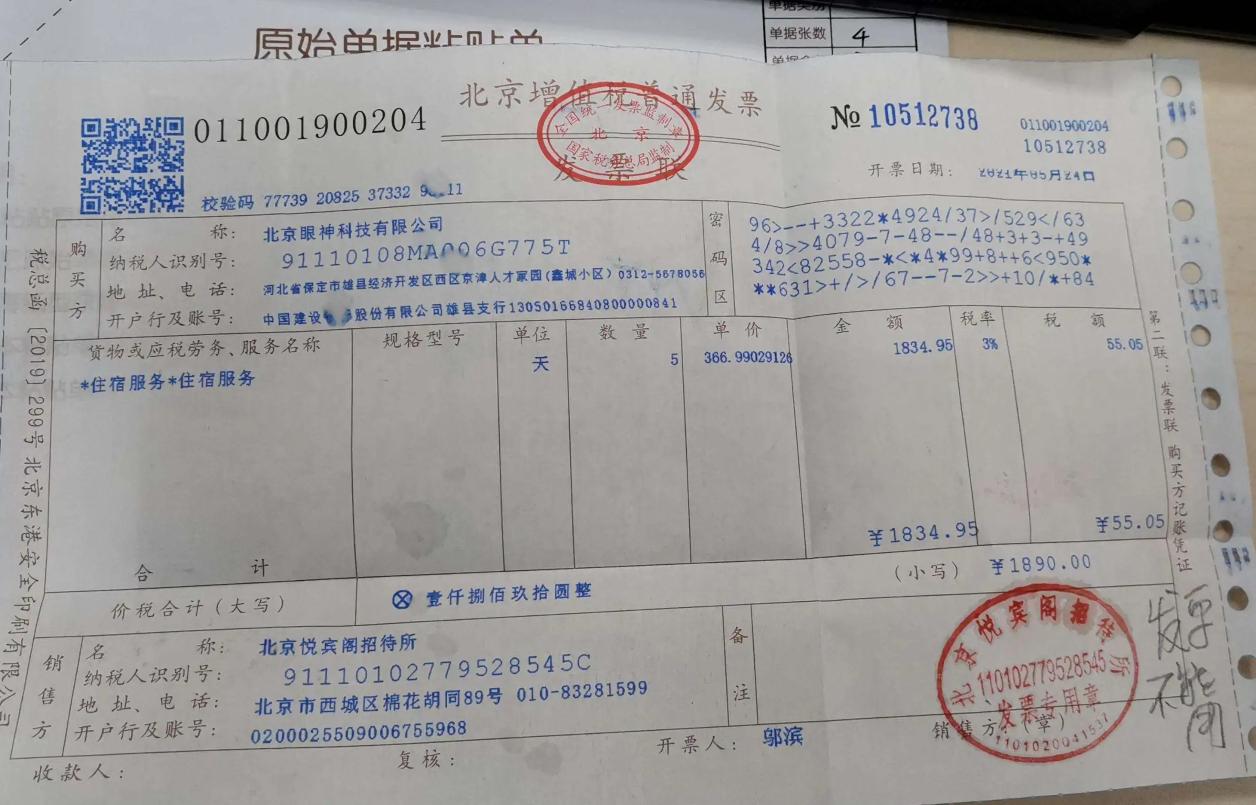 原始单据粘贴单
单据张数 4
北京增值税普通发票
发票联
全国统一发票监制章
北京
国家税务总局监制
011001900204
№ 10512738
011001900204
10512738
开票日期: 2021年05月24日
校验码 77739 20825 37332
购买方
名称: 北京眼神科技有限公司
纳税人识别号: 91110108MA006G775T
地址、电话: 河北省保定市雄县经济开发区西区京津人才家园(鑫城小区) 0312-5678056
开户行及账号: 中国建设 股份有限公司雄县支行13050166840800000841
密码区
96>--+3322*4924/37>/529</63
4/8>>4079-7-48--/48+3+3-+49
342<82558-*<*4*99+8++6<950*
**631>+/>/67--7-2>>+10/*+84
货物或应税劳务、服务名称 规格型号 单位 数量 单价 金额 税率 税额
*住宿服务*住宿服务 天 5 366.99029126 1834.95 3% 55.05
合计 ¥1834.95 ¥55.05
价税合计(大写) ⊗ 壹仟捌佰玖拾圆整 (小写) ¥1890.00
销售方
名称: 北京悦宾阁招待所
纳税人识别号: 91110102779528545C
地址、电话: 北京市西城区棉花胡同89号 010-83281599
开户行及账号: 0200025509006755968
备注
收款人:
复核:
开票人: 邬滨
销售方:(章)
北京悦宾阁招待所
110102779528545
发票专用章
1101020041537
税总函〔2019〕299号北京东港安全印刷有限公司
第二联:发票联 购买方记账凭证
发票
不能